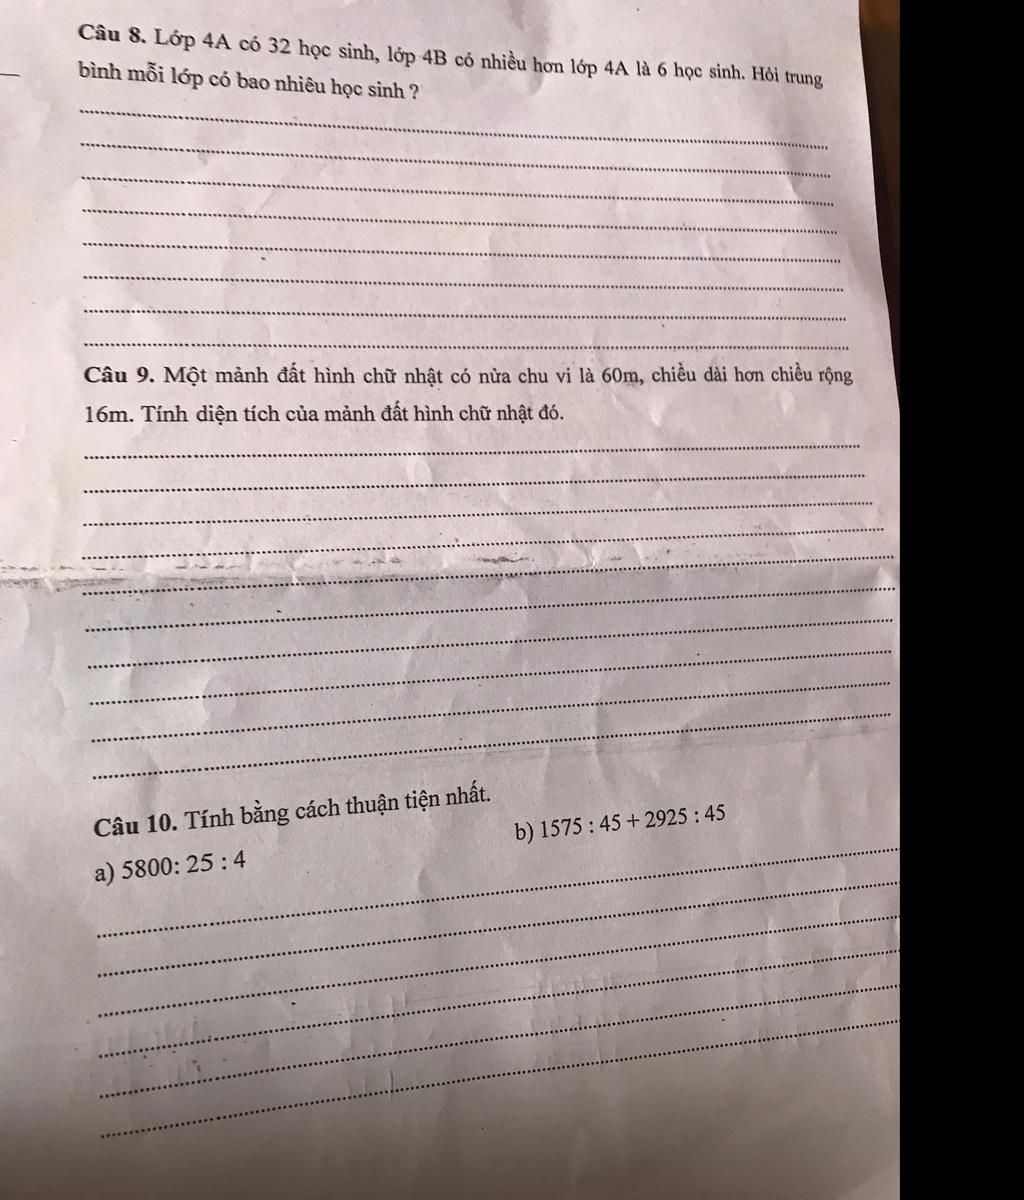 Câu 8. Lớp 4A có 32 học sinh, lớp 4B có nhiều hơn lớp 4A là 6 học sinh. Hỏi trung
bình mỗi lớp có bao nhiêu học sinh ?
Câu 9. Một mảnh đất hình chữ nhật có nửa chu vi là 60m, chiều dài hơn chiều rộng
16m. Tính diện tích của mảnh đất hình chữ nhật đó.
Câu 10. Tính bằng cách thuận tiện nhất.
a) 5800: 25 : 4
b) 1575 : 45 + 2925 : 45